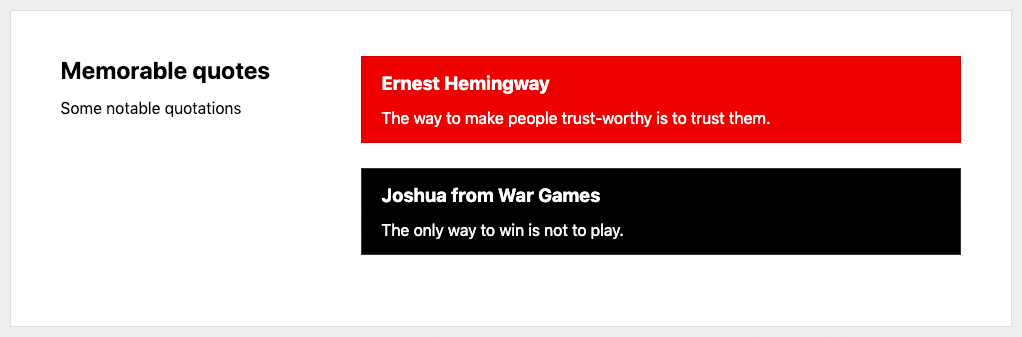 Memorable quotes
Some notable quotations
Ernest Hemingway
The way to make people trust-worthy is to trust them.
Joshua from War Games
The only way to win is not to play.